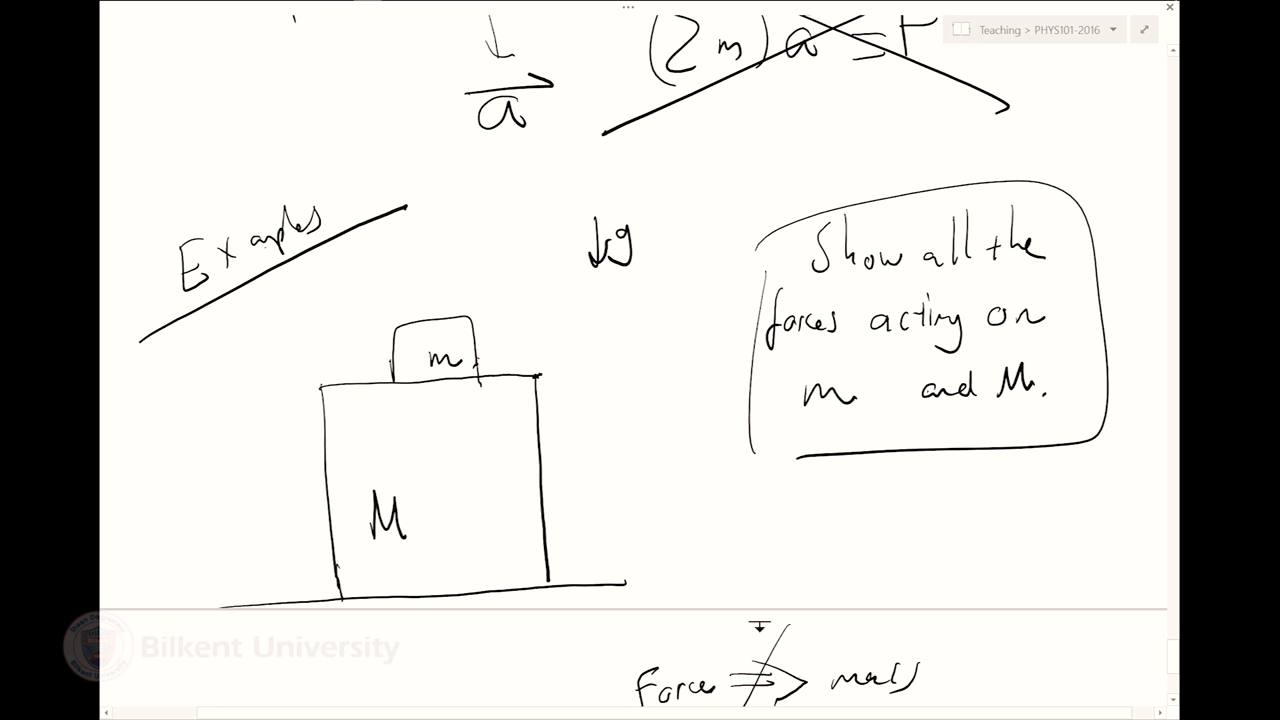 (2m)a = F
Teaching > PHYS101-2016
a
Examples
g
Show all the
forces acting on
m and M.
m
M
Bilkent University
Force ⇒ mass